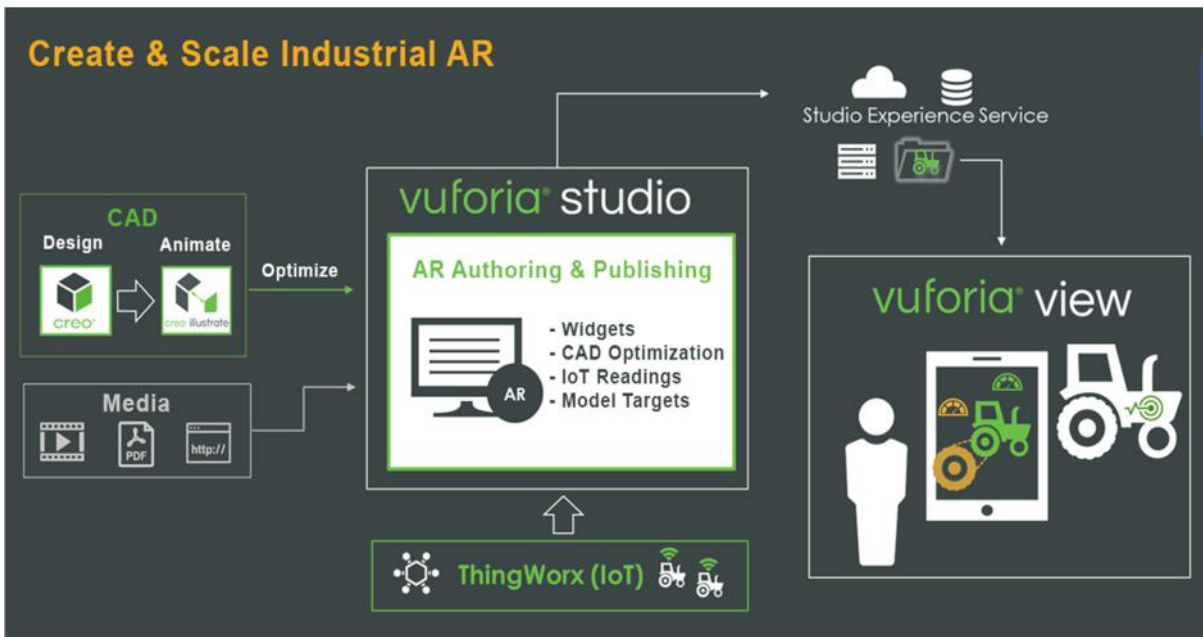 Create & Scale Industrial AR
Studio Experience Service
CAD
Design
Animate
creo®
creo illustrate
Optimize
Media
PDF
http://
vuforia® studio
AR Authoring & Publishing
AR
- Widgets
- CAD Optimization
- IoT Readings
- Model Targets
ThingWorx (IoT)
vuforia® view